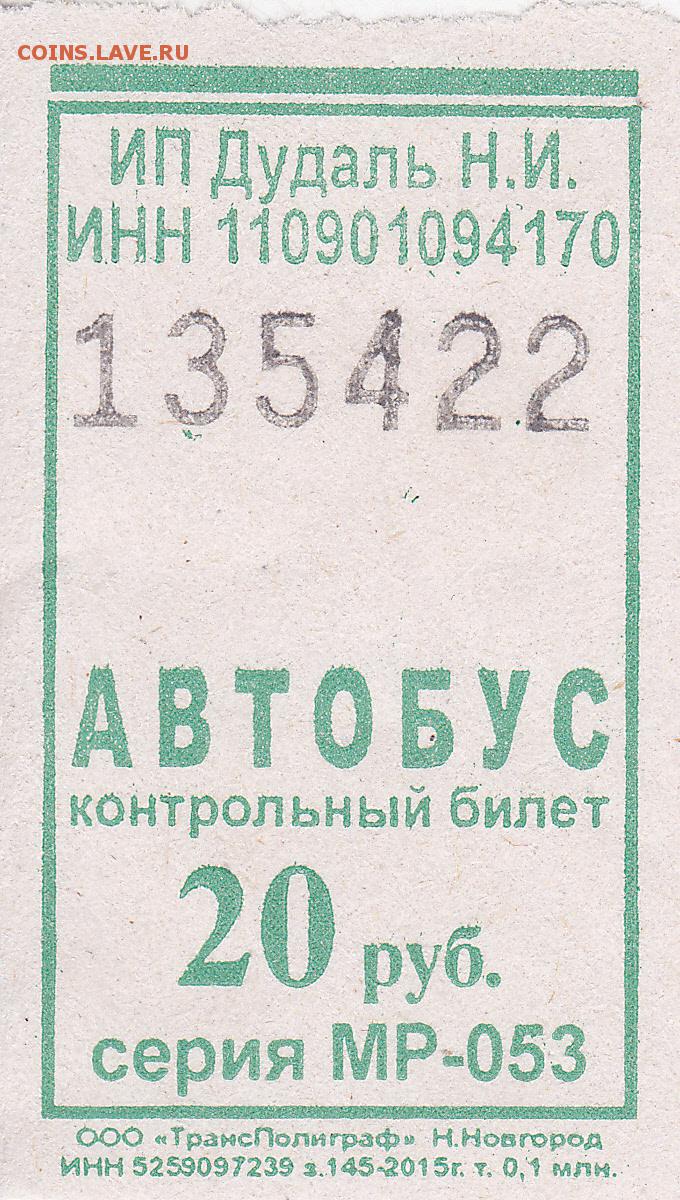 COINS.LAVE.RU
ИП Дудаль Н.И.
ИНН 110901094170
135422
АВТОБУС
контрольный билет
20 руб.
серия МР-053
ООО «ТрансПолиграф» Н.Новгород
ИНН 5259097239 з.145-2015г. т. 0,1 млн.